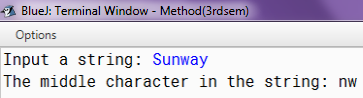 BlueJ: Terminal Window - Method(3rdsem)
Options
Input a string: Sunway
The middle character in the string: nw